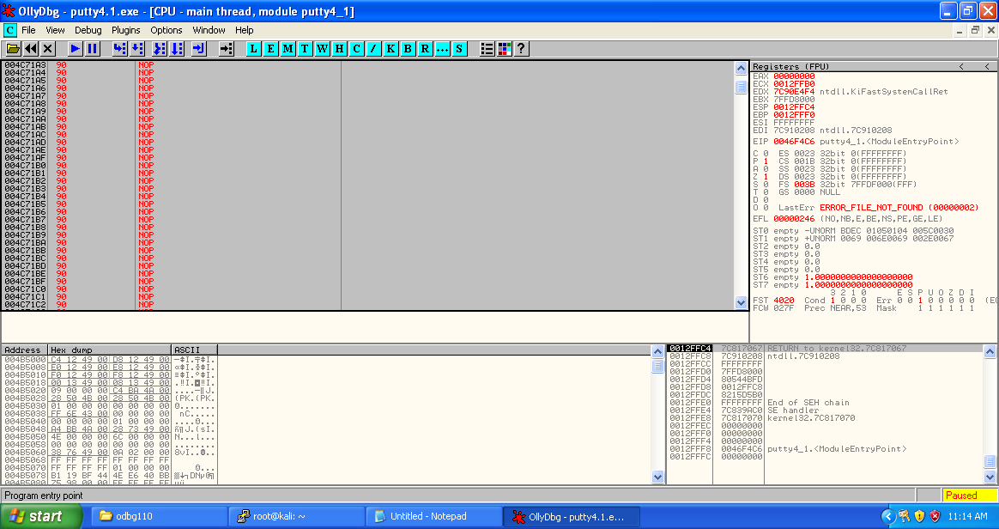 OllyDbg - putty4.1.exe - [CPU - main thread, module putty4_1]
C File View Debug Plugins Options Window Help
L E M T W H C / K B R ... S ?
004C71A3 90 NOP
004C71A4 90 NOP
004C71A5 90 NOP
004C71A6 90 NOP
004C71A7 90 NOP
004C71A8 90 NOP
004C71A9 90 NOP
004C71AA 90 NOP
004C71AB 90 NOP
004C71AC 90 NOP
004C71AD 90 NOP
004C71AE 90 NOP
004C71AF 90 NOP
004C71B0 90 NOP
004C71B1 90 NOP
004C71B2 90 NOP
004C71B3 90 NOP
004C71B4 90 NOP
004C71B5 90 NOP
004C71B6 90 NOP
004C71B7 90 NOP
004C71B8 90 NOP
004C71B9 90 NOP
004C71BA 90 NOP
004C71BB 90 NOP
004C71BC 90 NOP
004C71BD 90 NOP
004C71BE 90 NOP
004C71BF 90 NOP
004C71C0 90 NOP
004C71C1 90 NOP
004C71C2 90 NOP
Registers (FPU) < <
EAX 00000000
ECX 0012FFB0
EDX 7C90E4F4 ntdll.KiFastSystemCallRet
EBX 7FFD8000
ESP 0012FFC4
EBP 0012FFF0
ESI FFFFFFFF
EDI 7C910208 ntdll.7C910208
EIP 0046F4C6 putty4_1.<ModuleEntryPoint>
C 0 ES 0023 32bit 0(FFFFFFFF)
P 1 CS 001B 32bit 0(FFFFFFFF)
A 0 SS 0023 32bit 0(FFFFFFFF)
Z 1 DS 0023 32bit 0(FFFFFFFF)
S 0 FS 003B 32bit 7FFDF000(FFF)
T 0 GS 0000 NULL
D 0
O 0 LastErr ERROR_FILE_NOT_FOUND (00000002)
EFL 00000246 (NO,NB,E,BE,NS,PE,GE,LE)
ST0 empty -UNORM BDEC 01050104 005C0030
ST1 empty +UNORM 0069 006E0069 002E0067
ST2 empty 0.0
ST3 empty 0.0
ST4 empty 0.0
ST5 empty 0.0
ST6 empty 1.0000000000000000000
ST7 empty 1.0000000000000000000
3 2 1 0 E S P U O Z D I
FST 4020 Cond 1 0 0 0 Err 0 0 1 0 0 0 0 0
FCW 027F Prec NEAR,53 Mask 1 1 1 1 1 1
Address Hex dump ASCII
004B5000 C4 12 49 00 D8 12 49 00
004B5008 E0 12 49 00 E8 12 49 00
004B5010 F0 12 49 00 F8 12 49 00
004B5018 00 13 49 00 08 13 49 00
004B5020 09 00 00 00 C4 BA 4A 00
004B5028 28 50 4B 00 28 50 4B 00 (PK.(PK.
004B5030 01 00 00 00 00 00 00 00
004B5038 FF 6E 43 00 00 00 00 00 nC.....
004B5040 00 00 00 00 01 00 00 00
004B5048 A4 BB 4A 00 28 73 49 00
004B5050 4E 00 00 00 6C 00 00 00 N...l...
004B5058 00 00 00 00 00 00 00 00 ........
004B5060 38 76 49 00 0A 02 00 00
004B5068 FF FF FF FF FF FF FF FF
004B5070 FF FF FF FF 01 00 00 00
004B5078 B1 19 BF 44 4E E6 40 BB
0012FFC4 7C817067 RETURN to kernel32.7C817067
0012FFC8 7C910208 ntdll.7C910208
0012FFCC FFFFFFFF
0012FFD0 7FFD8000
0012FFD4 80544BFD
0012FFD8 0012FFC8
0012FFDC 8215D5B0
0012FFE0 FFFFFFFF End of SEH chain
0012FFE4 7C839AC0 SE handler
0012FFE8 7C817070 kernel32.7C817070
0012FFEC 00000000
0012FFF0 00000000
0012FFF4 00000000
0012FFF8 0046F4C6 putty4_1.<ModuleEntryPoint>
0012FFFC 00000000
Program entry point Paused
start odbg110 root@kali: ~ Untitled - Notepad OllyDbg - putty4.1.e... 11:14 AM